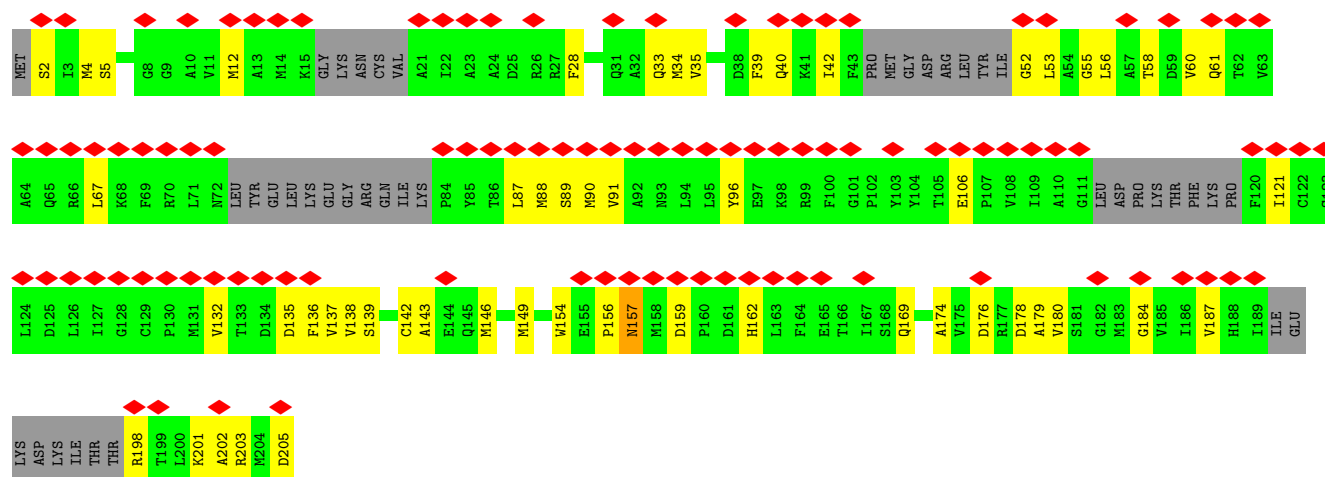 MET S2 I3 M4 S5 G8 G9 A10 V11 M12 A13 M14 K15 GLY LYS ASN CYS VAL A21 I22 A23 A24 D25 R26 R27 F28 Q31 A32 Q33 M34 V35 D38 F39 Q40 K41 I42 F43 PRO MET GLY ASP ARG LEU TYR ILE G52 L53 A54 G55 L56 A57 T58 D59 V60 Q61 T62 V63
A64 Q65 R66 L67 K68 F69 R70 L71 N72 LEU TYR GLU LEU LYS GLU GLY ARG GLN ILE LYS P84 Y85 T86 L87 M88 S89 M90 V91 A92 N93 L94 L95 Y96 E97 K98 R99 F100 G101 P102 Y103 Y104 T105 E106 P107 V108 I109 A110 G111 LEU ASP PRO LYS THR PHE LYS PRO F120 I121 C122
L124 D125 L126 I127 G128 C129 P130 M131 V132 T133 D134 D135 F136 V137 V138 S139 C142 A143 E144 Q145 M146 M149 W154 E155 P156 N157 M158 D159 P160 D161 H162 L163 F164 E165 T166 I167 S168 Q169 A174 V175 D176 R177 D178 A179 V180 S181 G182 M183 G184 V185 I186 V187 H188 I189 ILE GLU
LYS ASP LYS ILE THR THR R198 T199 L200 K201 A202 R203 M204 D205